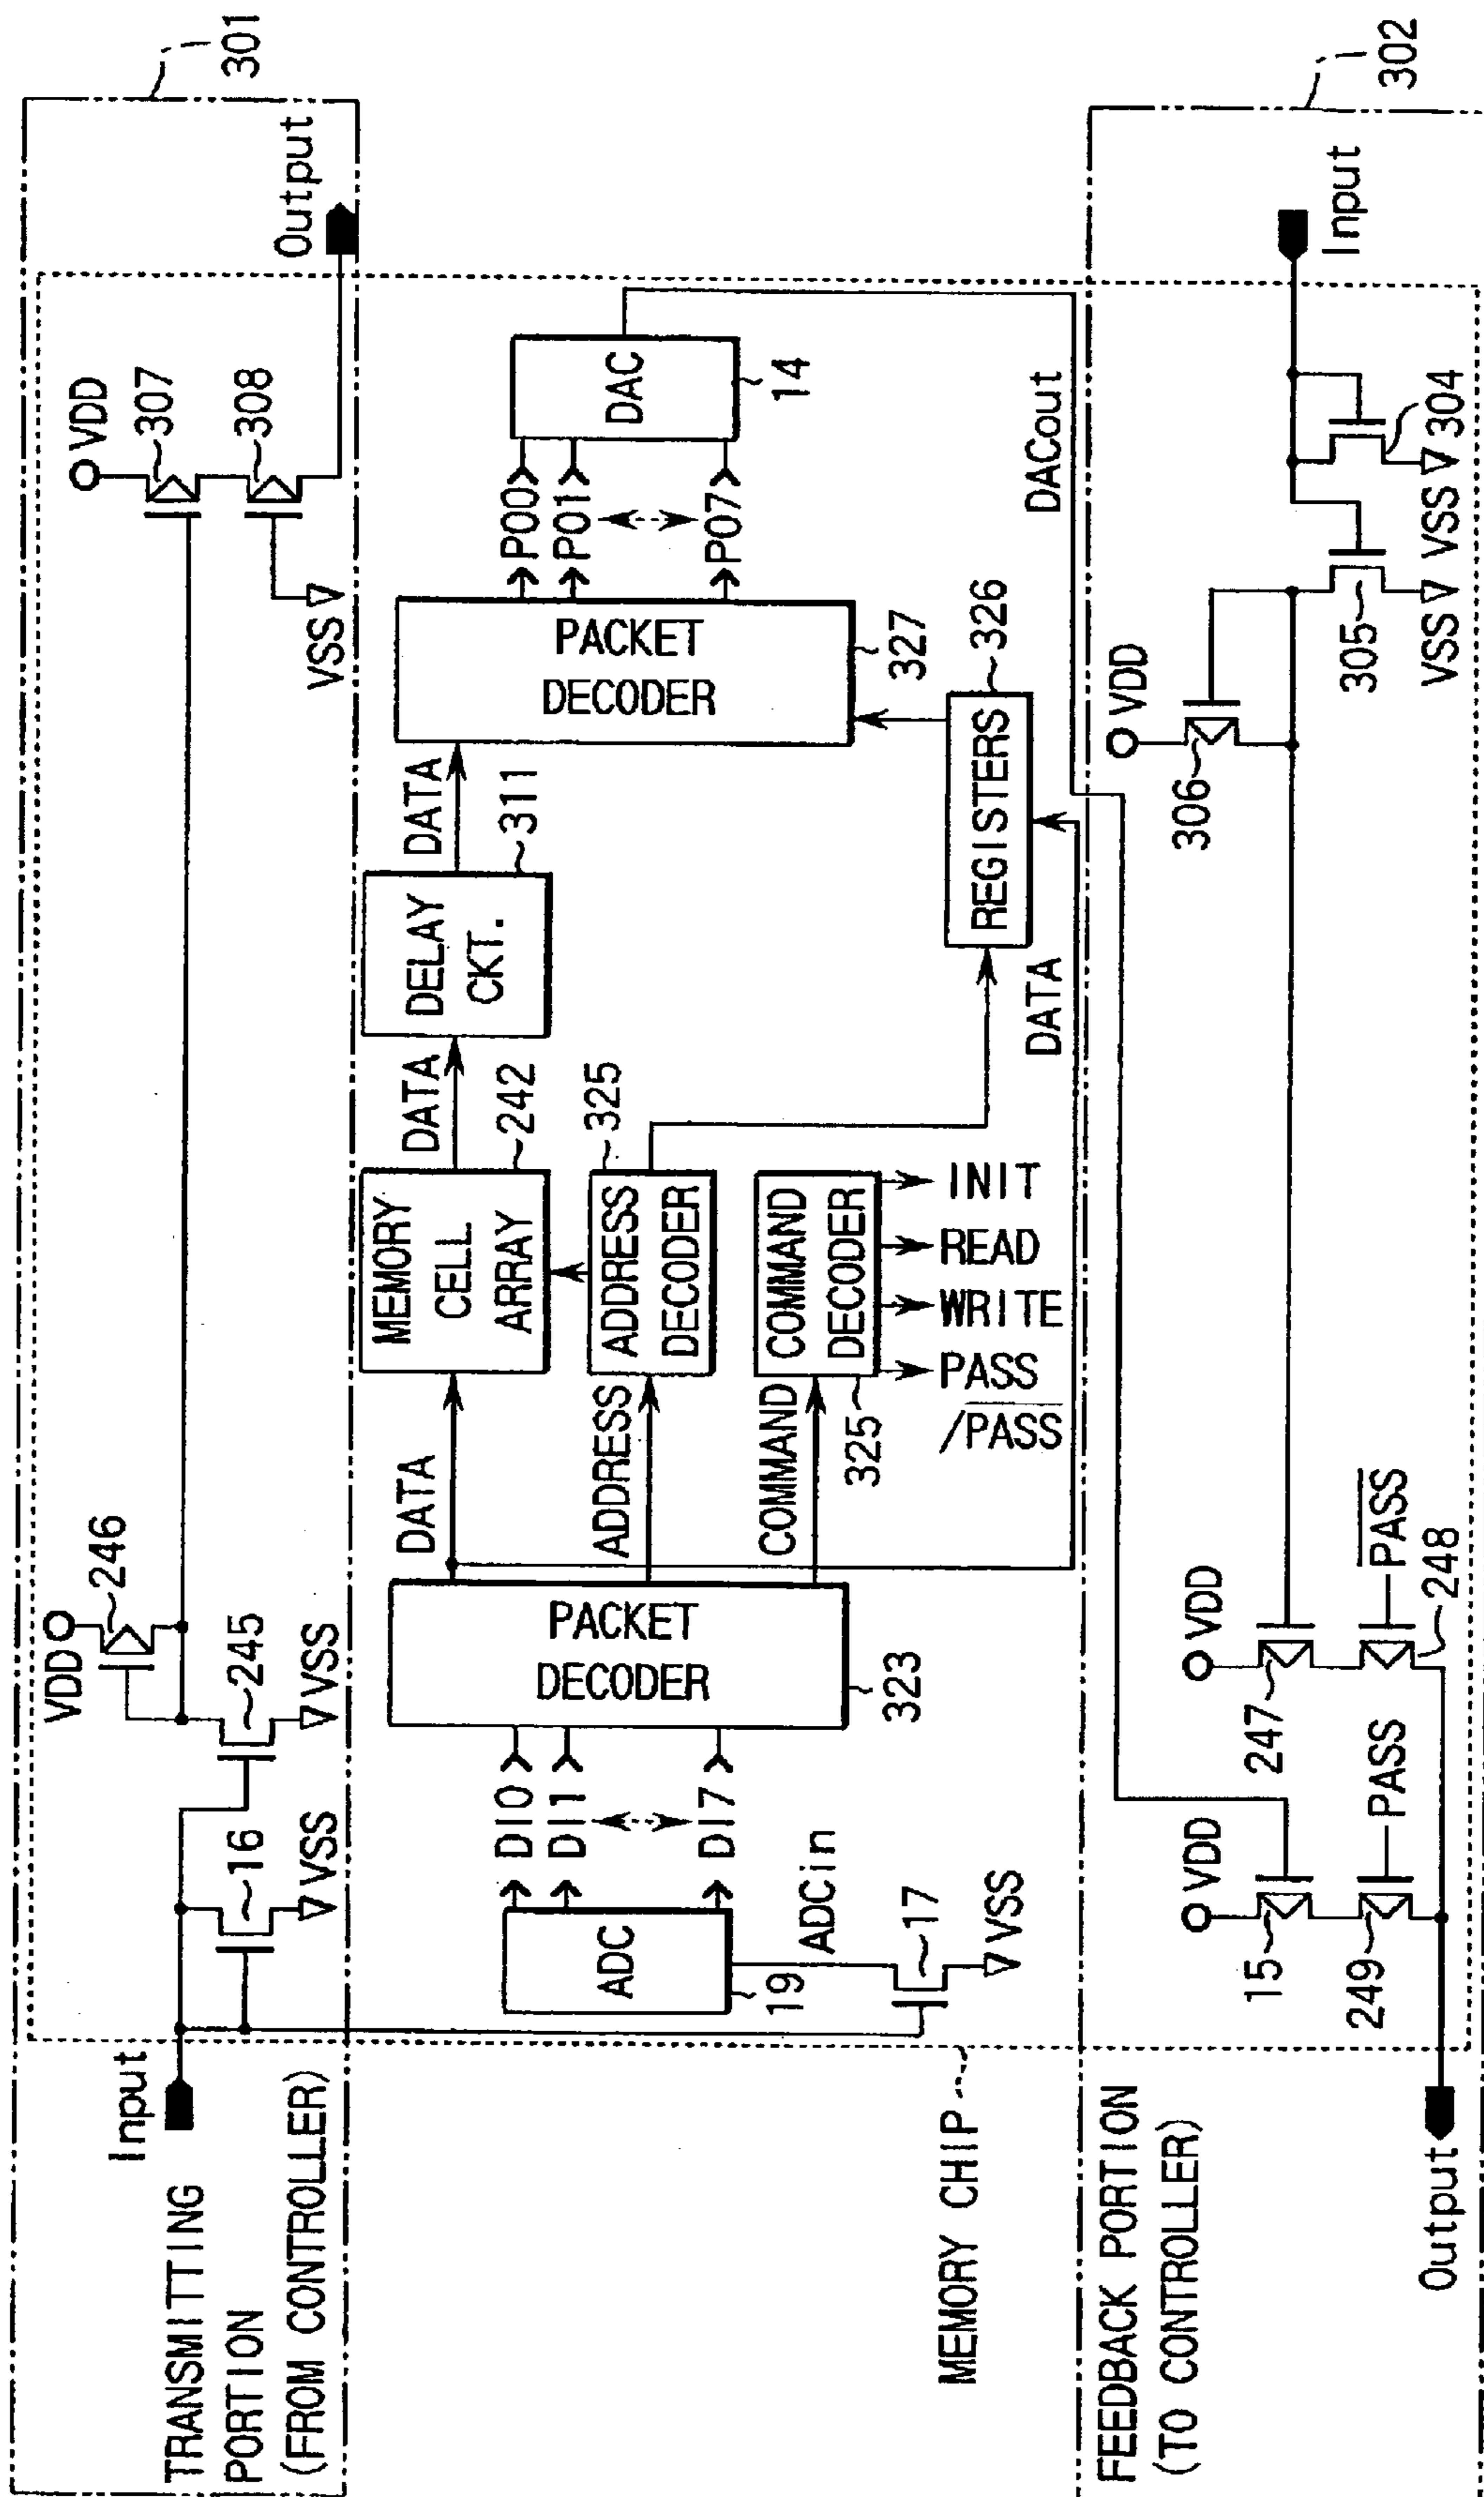 301
TRANSMITTING
PORTION
(FROM CONTROLLER)
Input
16
VSS
245
VSS
VDD
246
VDD
307
308
VSS
Output
ADC
19
ADCin
17
VSS
DI0
DI1
DI7
PACKET
DECODER
323
DATA
ADDRESS
COMMAND
MEMORY
CELL
ARRAY
242
ADDRESS
DECODER
325
COMMAND
DECODER
325
INIT
READ
WRITE
PASS
/PASS
DATA
DELAY
CKT.
311
DATA
PACKET
DECODER
327
REGISTERS
326
DATA
PO0
PO1
PO7
DAC
14
DACout
MEMORY CHIP
302
FEEDBACK PORTION
(TO CONTROLLER)
Output
VDD
15
249
PASS
VDD
247
PASS
248
VDD
306
305
VSS
VSS
304
Input